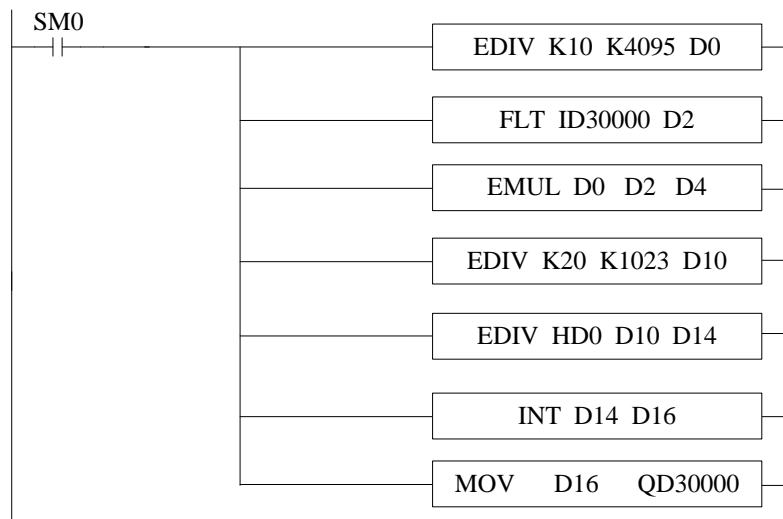 SM0
EDIV K10 K4095 D0
FLT ID30000 D2
EMUL D0 D2 D4
EDIV K20 K1023 D10
EDIV HD0 D10 D14
INT D14 D16
MOV D16 QD30000